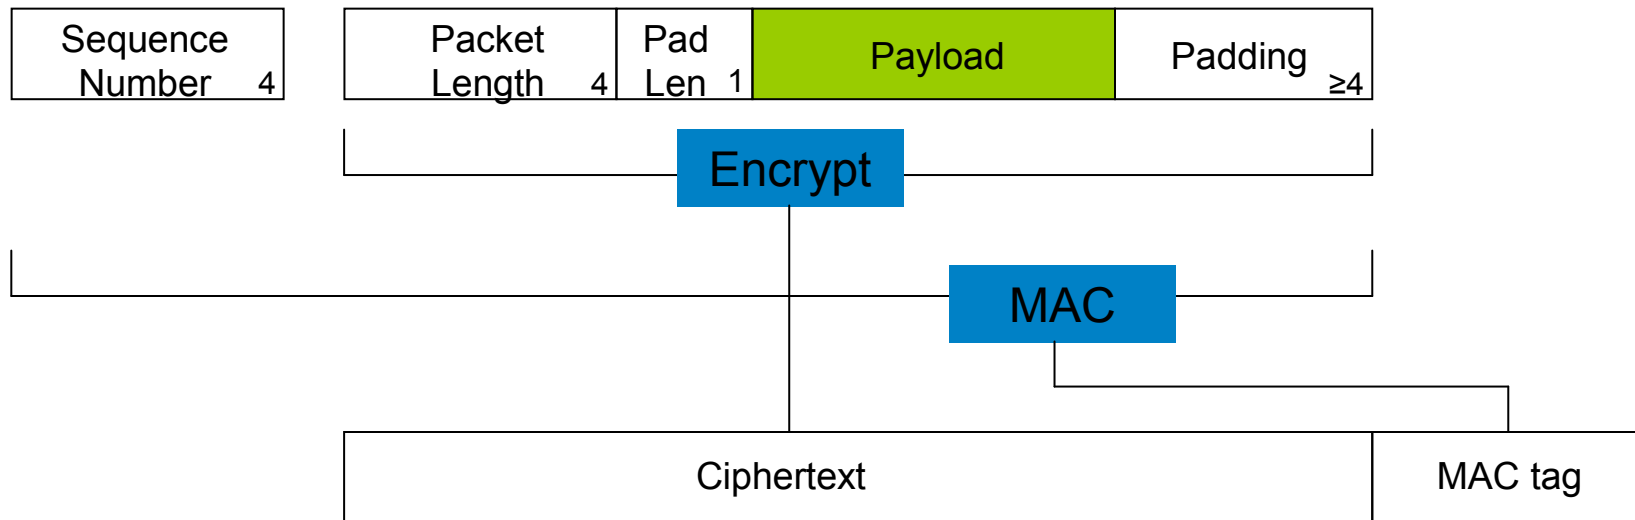 Sequence
Number 4
Packet
Length 4
Pad
Len 1
Payload
Padding
≥4
Encrypt
MAC
Ciphertext
MAC tag